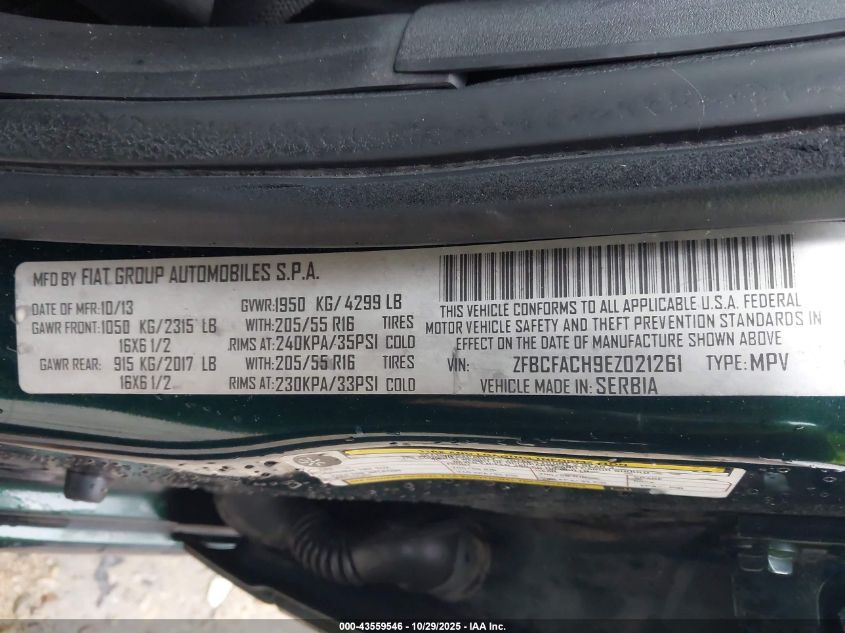 MFD BY FIAT GROUP AUTOMOBILES S.P.A.
DATE OF MFR:10/13 GVWR:1950 KG/4299 LB
GAWR FRONT:1050 KG/2315 LB WITH:205/55 R16 TIRES
16X6 1/2 RIMS AT:240KPA/35PSI COLD
GAWR REAR: 915 KG/2017 LB WITH:205/55 R16 TIRES
16X6 1/2 RIMS AT:230KPA/33PSI COLD
THIS VEHICLE CONFORMS TO ALL APPLICABLE U.S.A. FEDERAL
MOTOR VEHICLE SAFETY AND THEFT PREVENTION STANDARDS IN
EFFECT ON THE DATE OF MANUFACTURE SHOWN ABOVE.
VIN: ZFBCFACH9EZ021261 TYPE: MPV
VEHICLE MADE IN: SERBIA
TIRE AND LOADING INFORMATION
000-43559546 - 10/29/2025 - IAA Inc.